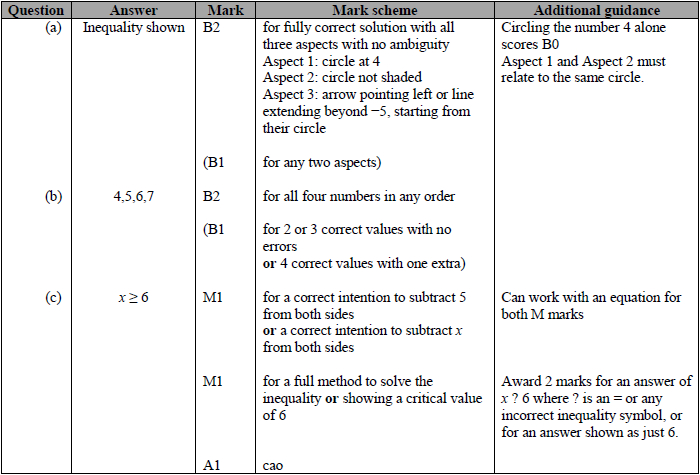 Question Answer Mark Mark scheme Additional guidance
(a) Inequality shown B2 for fully correct solution with all Circling the number 4 alone
three aspects with no ambiguity scores B0
Aspect 1: circle at 4 Aspect 1 and Aspect 2 must
Aspect 2: circle not shaded relate to the same circle.
Aspect 3: arrow pointing left or line
extending beyond −5, starting from
their circle
(B1 for any two aspects)
(b) 4,5,6,7 B2 for all four numbers in any order
(B1 for 2 or 3 correct values with no
errors
or 4 correct values with one extra)
(c) x ≥ 6 M1 for a correct intention to subtract 5 Can work with an equation for
from both sides both M marks
or a correct intention to subtract x
from both sides
M1 for a full method to solve the Award 2 marks for an answer of
inequality or showing a critical value x ? 6 where ? is an = or any
of 6 incorrect inequality symbol, or
for an answer shown as just 6.
A1 cao